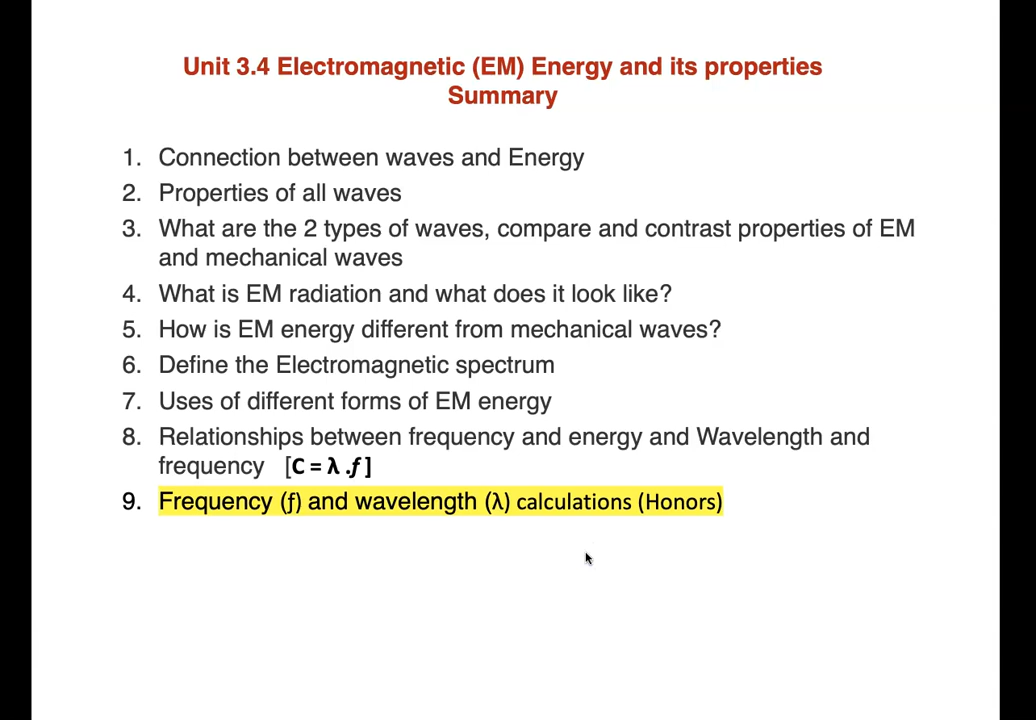 Unit 3.4 Electromagnetic (EM) Energy and its properties
Summary
1. Connection between waves and Energy
2. Properties of all waves
3. What are the 2 types of waves, compare and contrast properties of EM
and mechanical waves
4. What is EM radiation and what does it look like?
5. How is EM energy different from mechanical waves?
6. Define the Electromagnetic spectrum
7. Uses of different forms of EM energy
8. Relationships between frequency and energy and Wavelength and
frequency [C = λ .ƒ ]
9. Frequency (ƒ) and wavelength (λ) calculations (Honors)